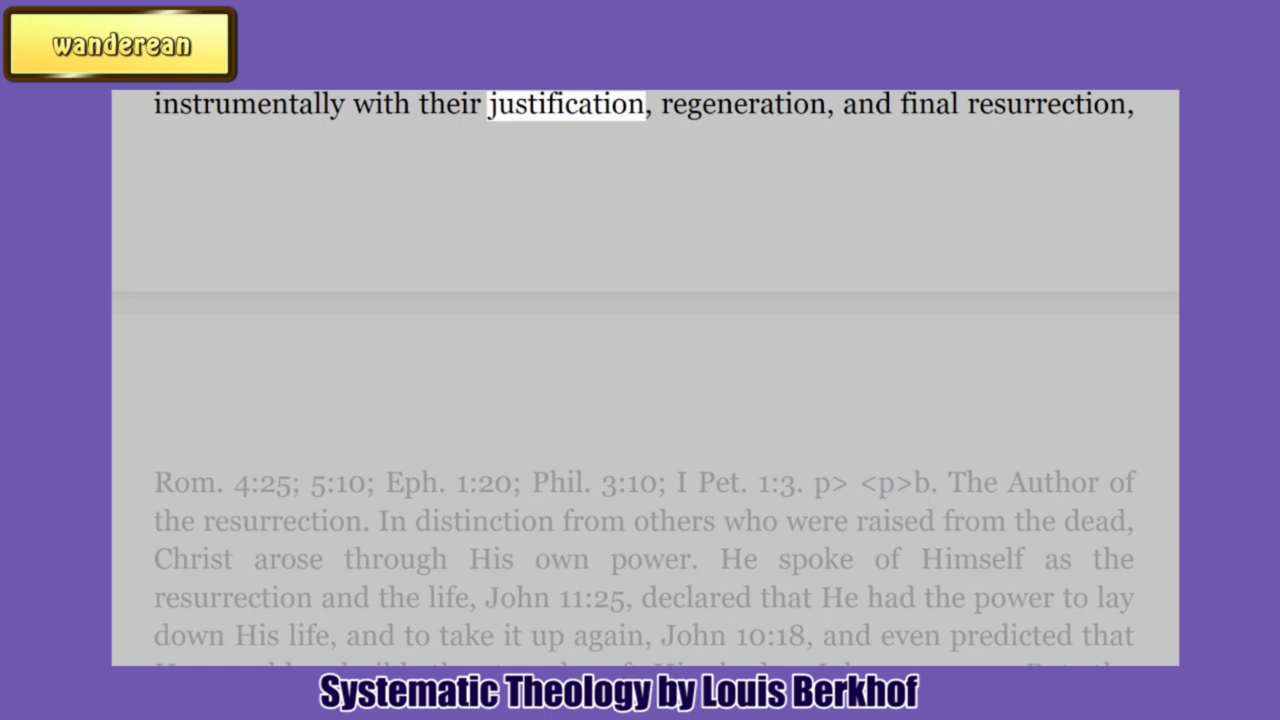 wanderean
instrumentally with their justification, regeneration, and final resurrection,
Rom. 4:25; 5:10; Eph. 1:20; Phil. 3:10; I Pet. 1:3. p> <p>b. The Author of
the resurrection. In distinction from others who were raised from the dead,
Christ arose through His own power. He spoke of Himself as the
resurrection and the life, John 11:25, declared that He had the power to lay
down His life, and to take it up again, John 10:18, and even predicted that
Systematic Theology by Louis Berkhof